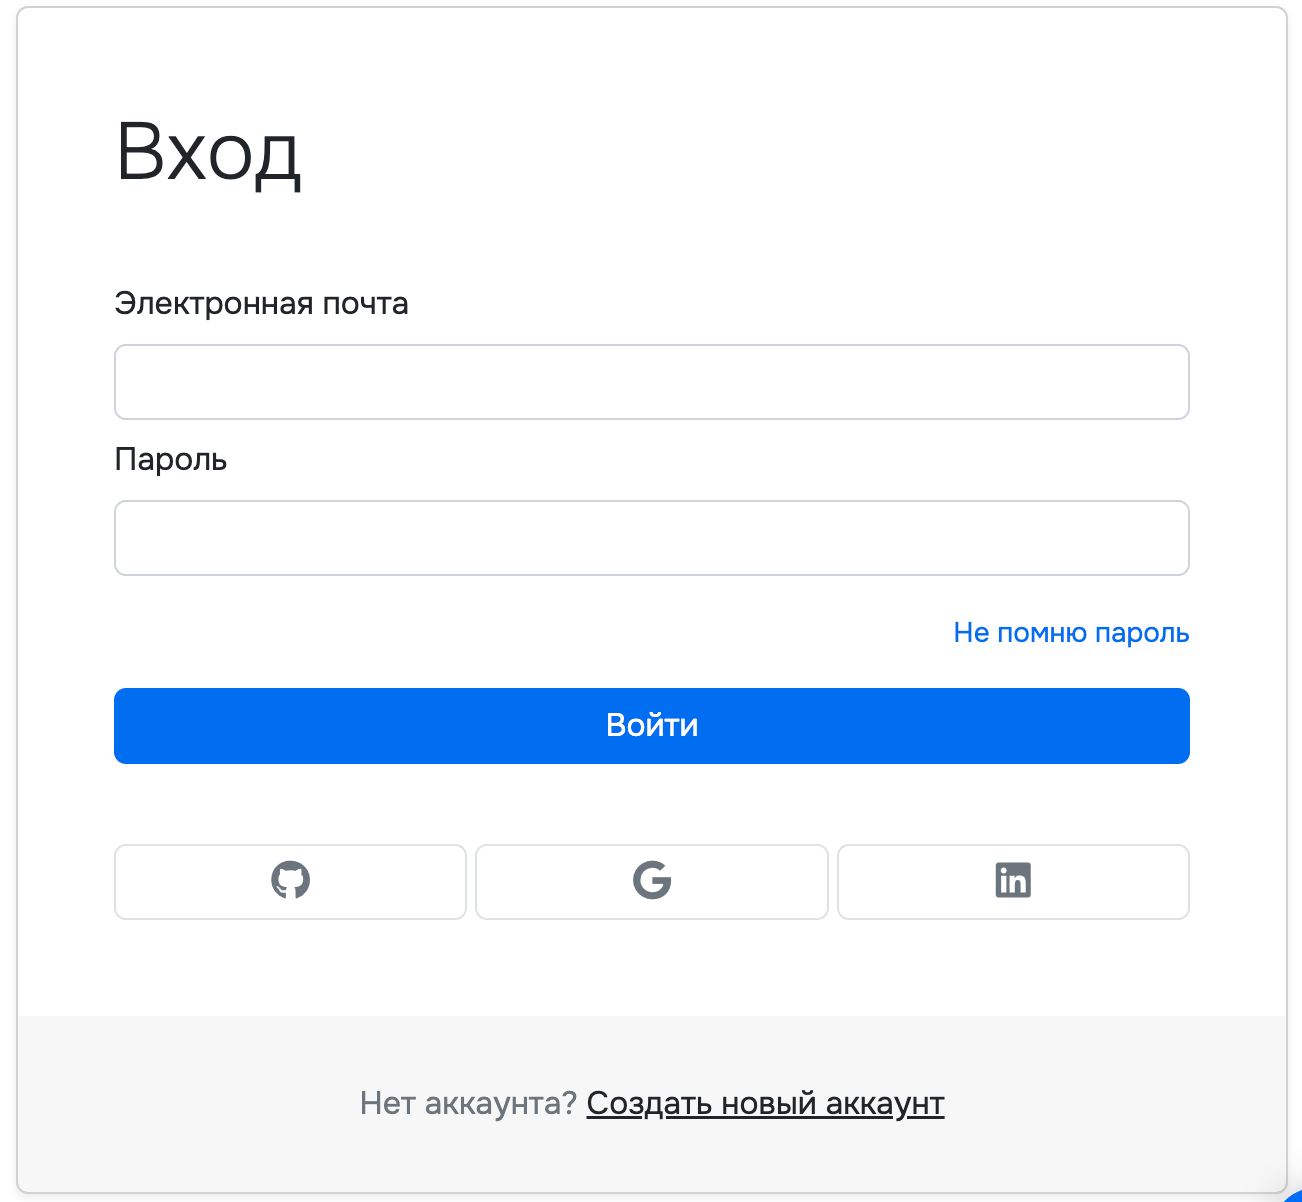 Вход
Электронная почта
Пароль
Не помню пароль
Войти
Нет аккаунта? Создать новый аккаунт